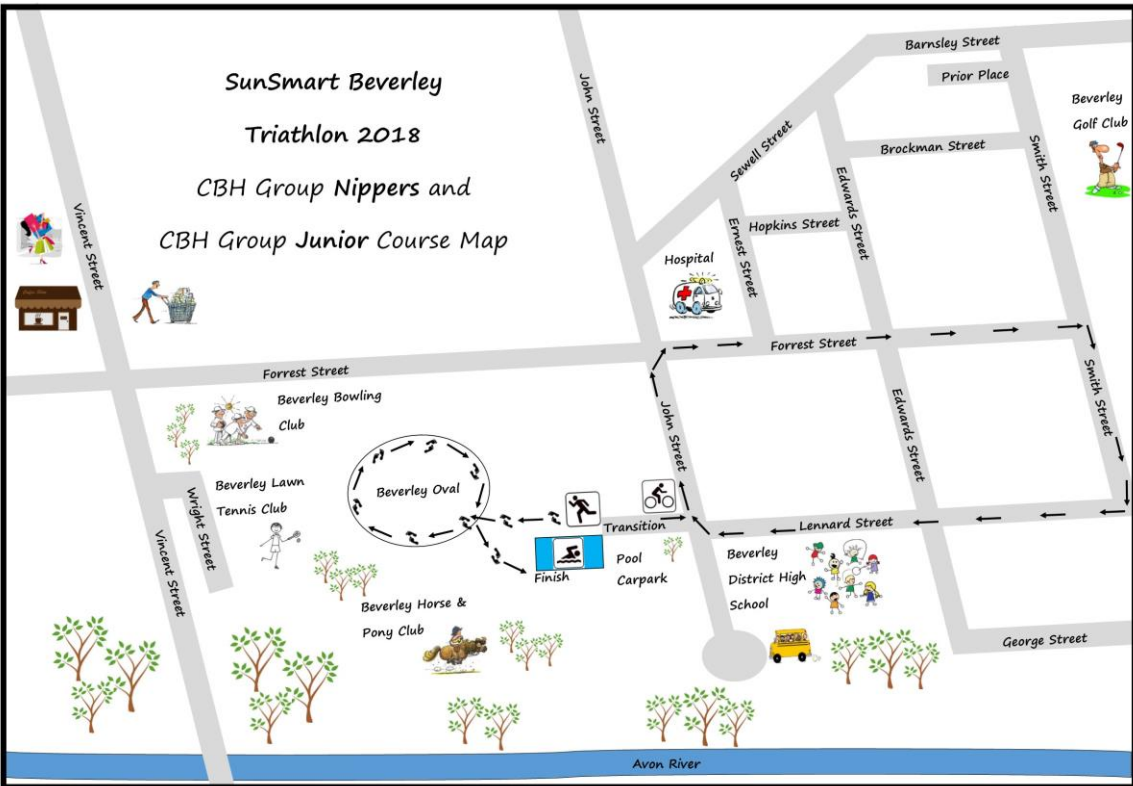 SunSmart Beverley
Triathlon 2018
CBH Group Nippers and
CBH Group Junior Course Map
Barnsley Street
Prior Place
Beverley
Golf Club
John Street
Sewell Street
Brockman Street
Smith Street
Edwards Street
Vincent Street
Ernest Street
Hopkins Street
Hospital
Forrest Street
Forrest Street
Smith Street
Beverley Bowling
Club
John Street
Edwards Street
Beverley Lawn
Tennis Club
Wright Street
Beverley Oval
Transition
Lennard Street
Vincent Street
Finish
Pool
Carpark
Beverley
District High
School
Beverley Horse &
Pony Club
George Street
Avon River